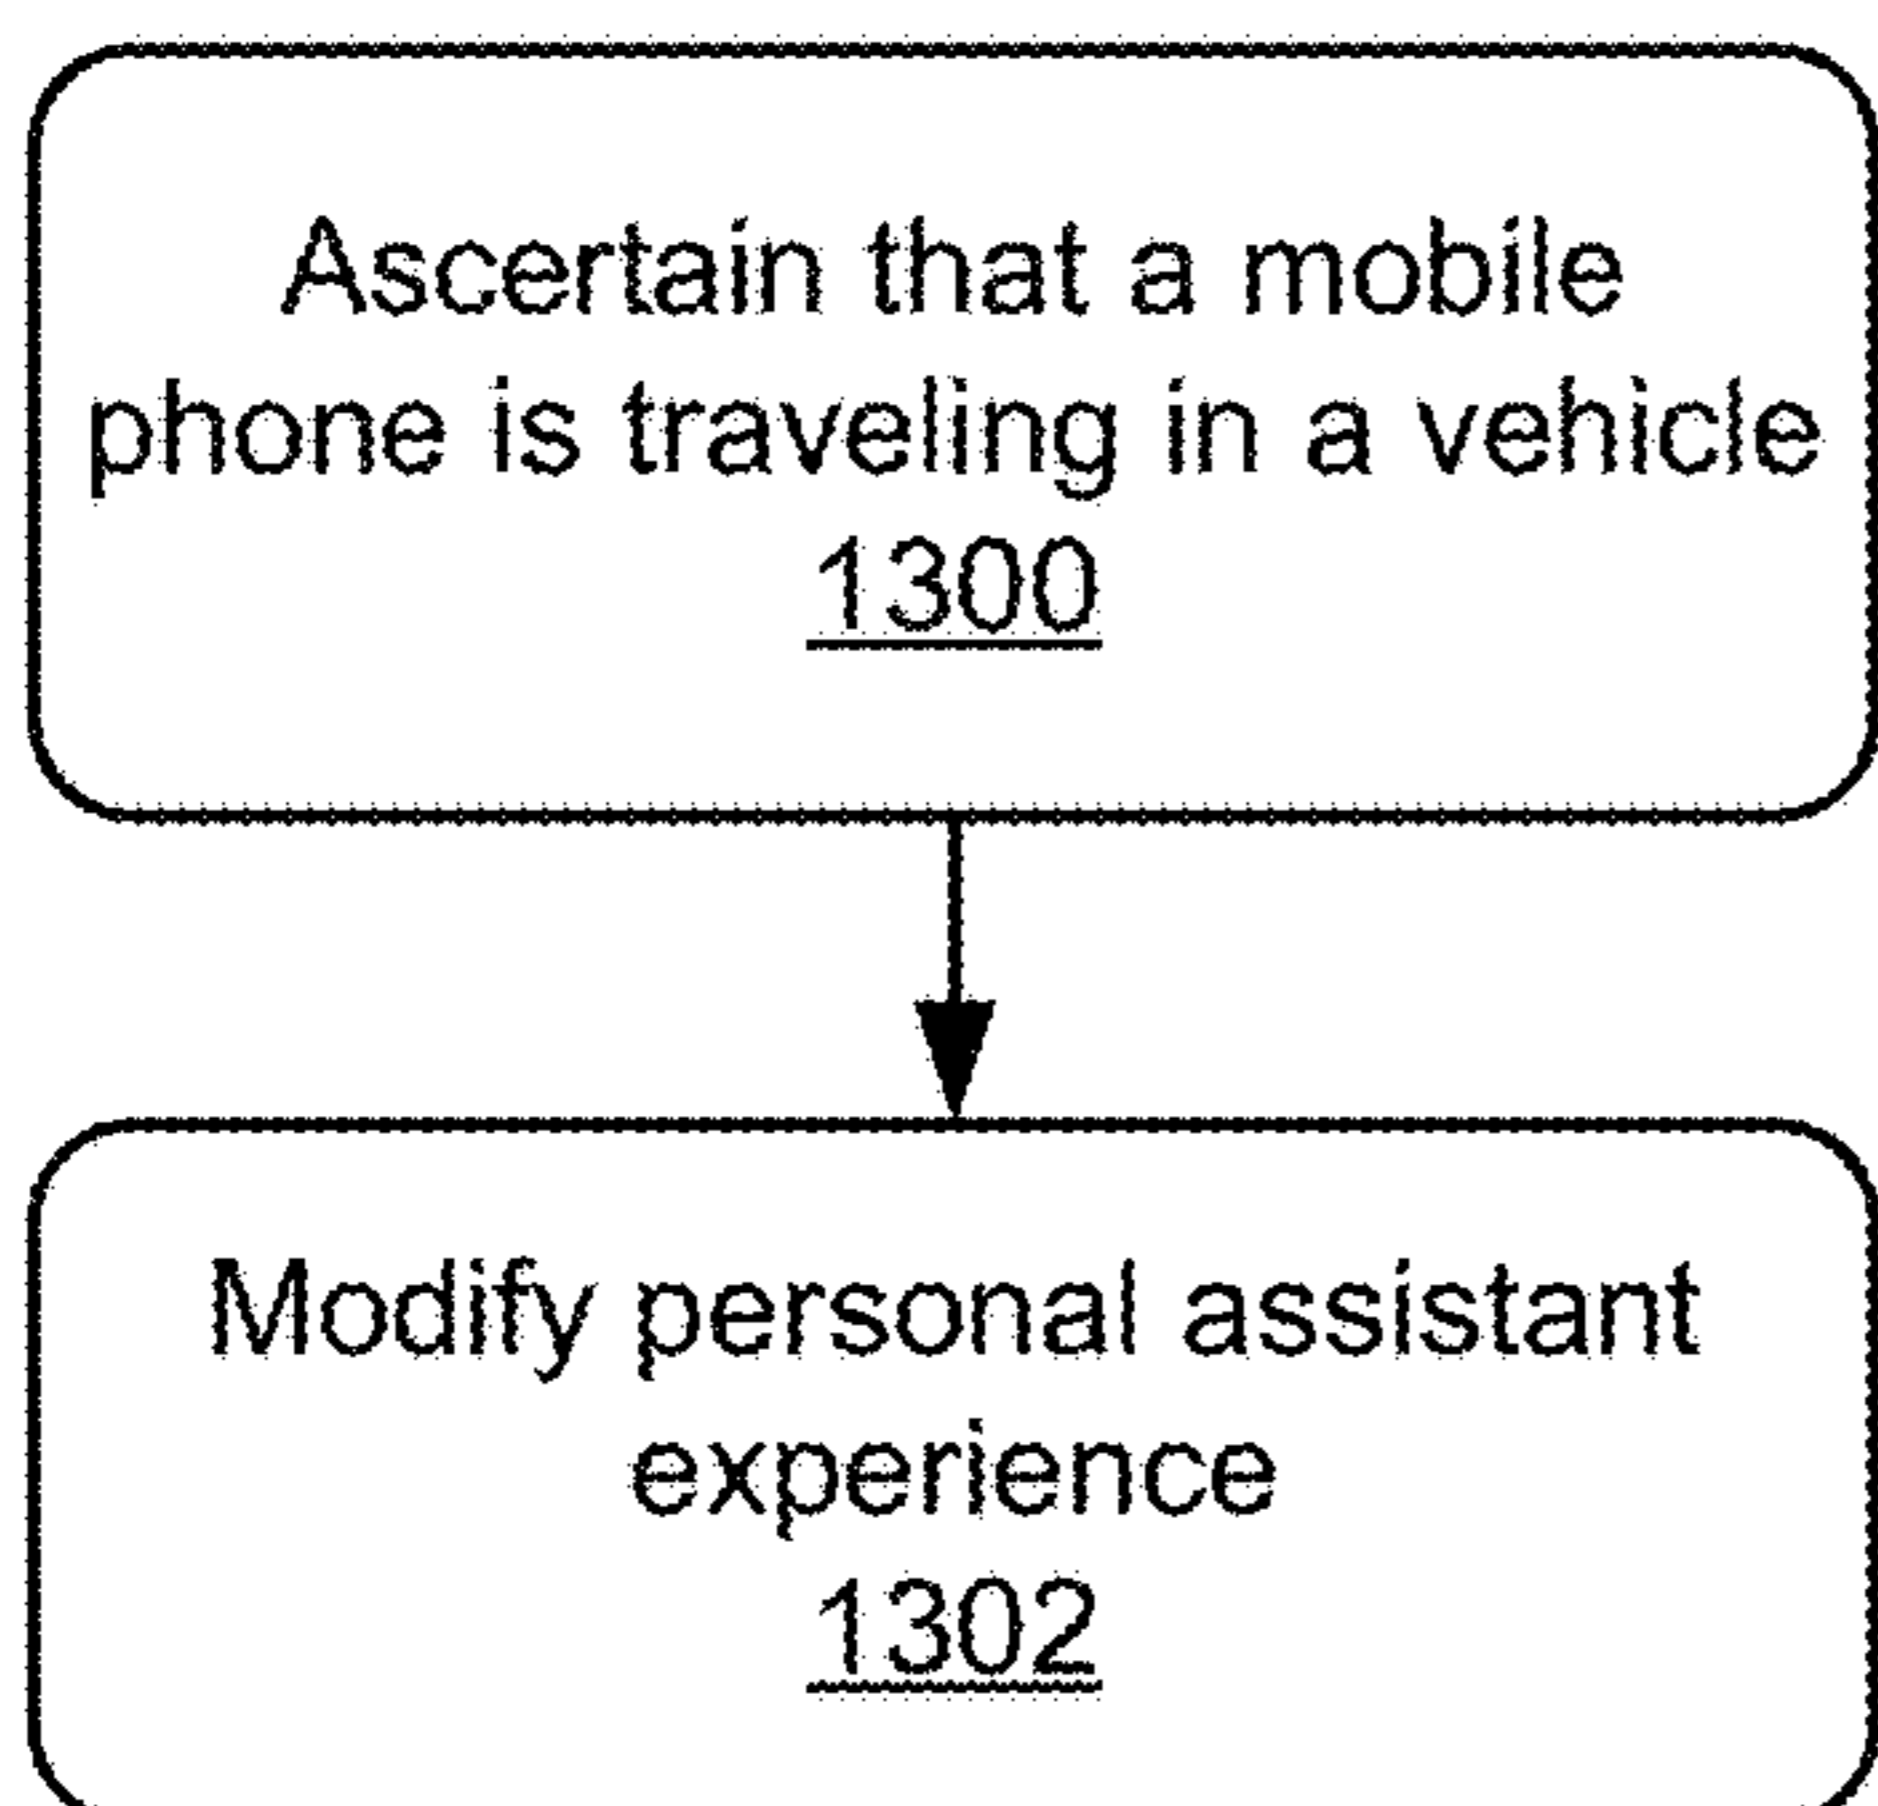 Ascertain that a mobile
phone is traveling in a vehicle
1300
Modify personal assistant
experience
1302